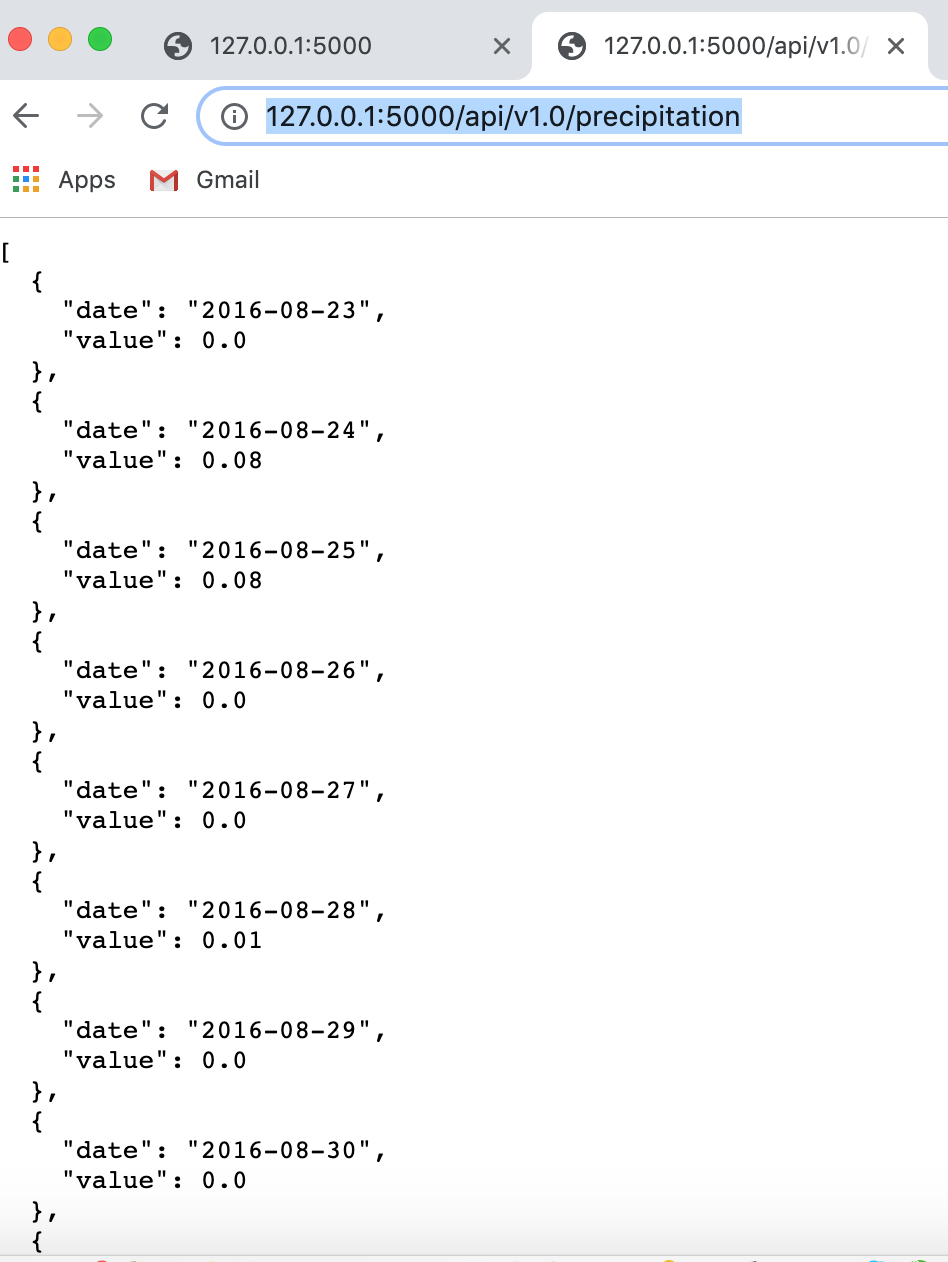 127.0.0.1:5000
127.0.0.1:5000/api/v1.0/
127.0.0.1:5000/api/v1.0/precipitation
Apps Gmail
[
  {
    "date": "2016-08-23",
    "value": 0.0
  },
  {
    "date": "2016-08-24",
    "value": 0.08
  },
  {
    "date": "2016-08-25",
    "value": 0.08
  },
  {
    "date": "2016-08-26",
    "value": 0.0
  },
  {
    "date": "2016-08-27",
    "value": 0.0
  },
  {
    "date": "2016-08-28",
    "value": 0.01
  },
  {
    "date": "2016-08-29",
    "value": 0.0
  },
  {
    "date": "2016-08-30",
    "value": 0.0
  },
  {